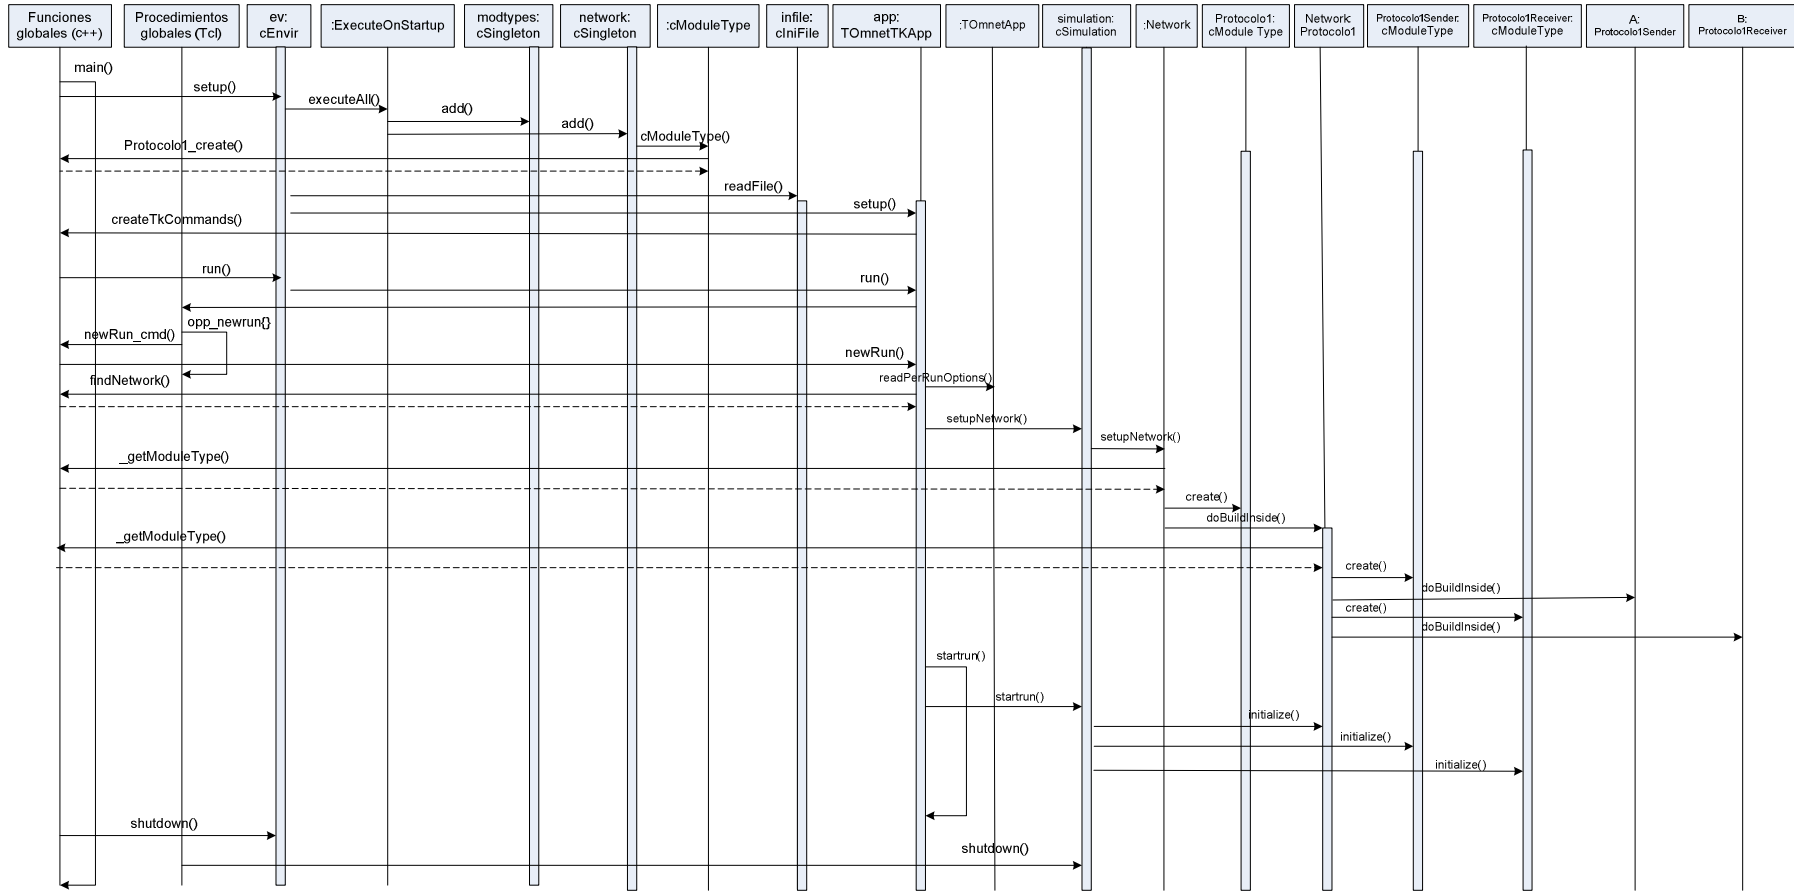 Funciones
globales (c++)
Procedimientos
globales (Tcl)
ev:
cEnvir
:ExecuteOnStartup
modtypes:
cSingleton
network:
cSingleton
:cModuleType
infile:
cIniFile
app:
TOmnetTKApp
:TOmnetApp
simulation:
cSimulation
:Network
Protocolo1:
cModule Type
Network:
Protocolo1
Protocolo1Sender:
cModuleType
Protocolo1Receiver:
cModuleType
A:
Protocolo1Sender
B:
Protocolo1Receiver
main()
setup()
executeAll()
add()
add()
cModuleType()
Protocolo1_create()
readFile()
setup()
createTkCommands()
run()
run()
opp_newrun{}
newRun_cmd()
newRun()
findNetwork()
readPerRunOptions()
setupNetwork()
setupNetwork()
_getModuleType()
create()
doBuildInside()
_getModuleType()
create()
doBuildInside()
create()
doBuildInside()
startrun()
startrun()
initialize()
initialize()
initialize()
shutdown()
shutdown()